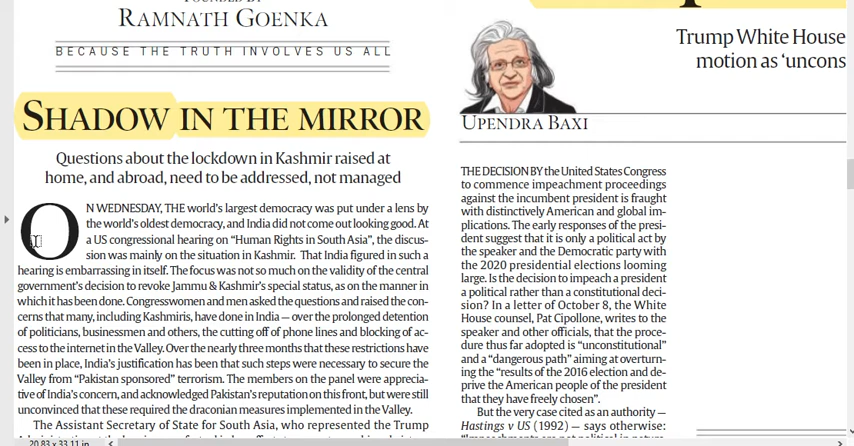 RAMNATH GOENKA
BECAUSE THE TRUTH INVOLVES US ALL
SHADOW IN THE MIRROR
Questions about the lockdown in Kashmir raised at
home, and abroad, need to be addressed, not managed
ON WEDNESDAY, THE world's largest democracy was put under a lens by
the world's oldest democracy, and India did not come out looking good. At
a US congressional hearing on "Human Rights in South Asia", the discus-
sion was mainly on the situation in Kashmir. That India figured in such a
hearing is embarrassing in itself. The focus was not so much on the validity of the central
government's decision to revoke Jammu & Kashmir's special status, as on the manner in
which it has been done. Congresswomen and men asked the questions and raised the con-
cerns that many, including Kashmiris, have done in India — over the prolonged detention
of politicians, businessmen and others, the cutting off of phone lines and blocking of ac-
cess to the internet in the Valley. Over the nearly three months that these restrictions have
been in place, India's justification has been that such steps were necessary to secure the
Valley from "Pakistan sponsored" terrorism. The members on the panel were apprecia-
tive of India's concern, and acknowledged Pakistan's reputation on this front, but were still
unconvinced that these required the draconian measures implemented in the Valley.
The Assistant Secretary of State for South Asia, who represented the Trump
Trump White House
motion as 'uncons
UPENDRA BAXI
THE DECISION BY the United States Congress
to commence impeachment proceedings
against the incumbent president is fraught
with distinctively American and global im-
plications. The early responses of the presi-
dent suggest that it is only a political act by
the speaker and the Democratic party with
the 2020 presidential elections looming
large. Is the decision to impeach a president
a political rather than a constitutional deci-
sion? In a letter of October 8, the White
House counsel, Pat Cipollone, writes to the
speaker and other officials, that the proce-
dure thus far adopted is "unconstitutional"
and a "dangerous path" aiming at overturn-
ing the "results of the 2016 election and de-
prive the American people of the president
that they have freely chosen".
But the very case cited as an authority —
Hastings v US (1992) — says otherwise:
20.83 x 33.11 in